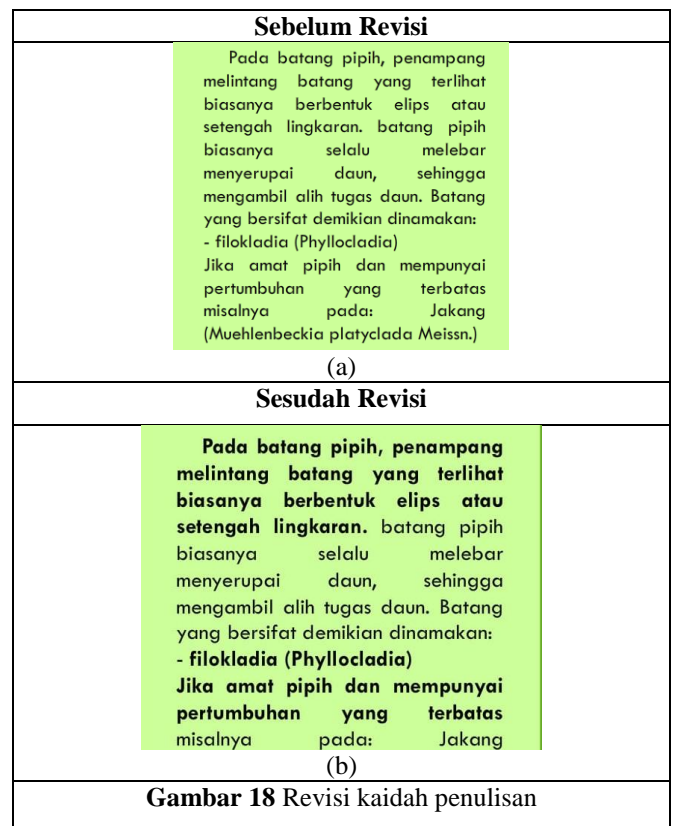 Sebelum Revisi
Pada batang pipih, penampang
melintang batang yang terlihat
biasanya berbentuk elips atau
setengah lingkaran. batang pipih
biasanya selalu melebar
menyerupai daun, sehingga
mengambil alih tugas daun. Batang
yang bersifat demikian dinamakan:
- filokladia (Phyllocladia)
Jika amat pipih dan mempunyai
pertumbuhan yang terbatas
misalnya pada: Jakang
(Muehlenbeckia platyclada Meissn.)
(a)
Sesudah Revisi
Pada batang pipih, penampang
melintang batang yang terlihat
biasanya berbentuk elips atau
setengah lingkaran. batang pipih
biasanya selalu melebar
menyerupai daun, sehingga
mengambil alih tugas daun. Batang
yang bersifat demikian dinamakan:
- filokladia (Phyllocladia)
Jika amat pipih dan mempunyai
pertumbuhan yang terbatas
misalnya pada: Jakang
(b)
Gambar 18 Revisi kaidah penulisan